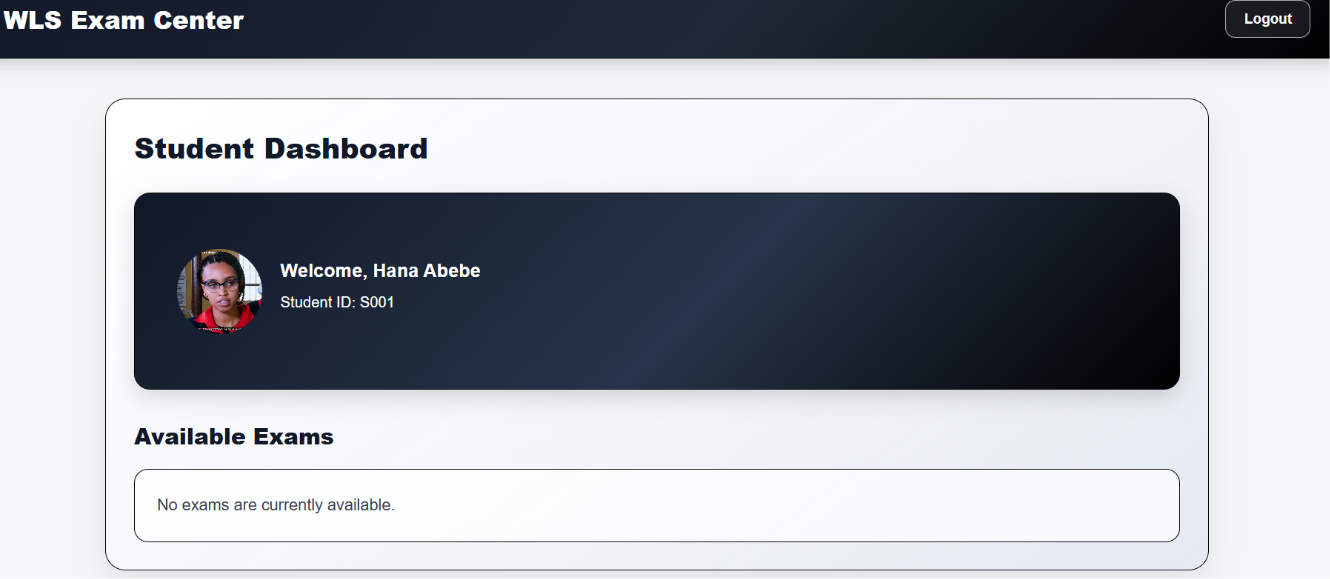 WLS Exam Center
Logout
Student Dashboard
Welcome, Hana Abebe
Student ID: S001
Available Exams
No exams are currently available.